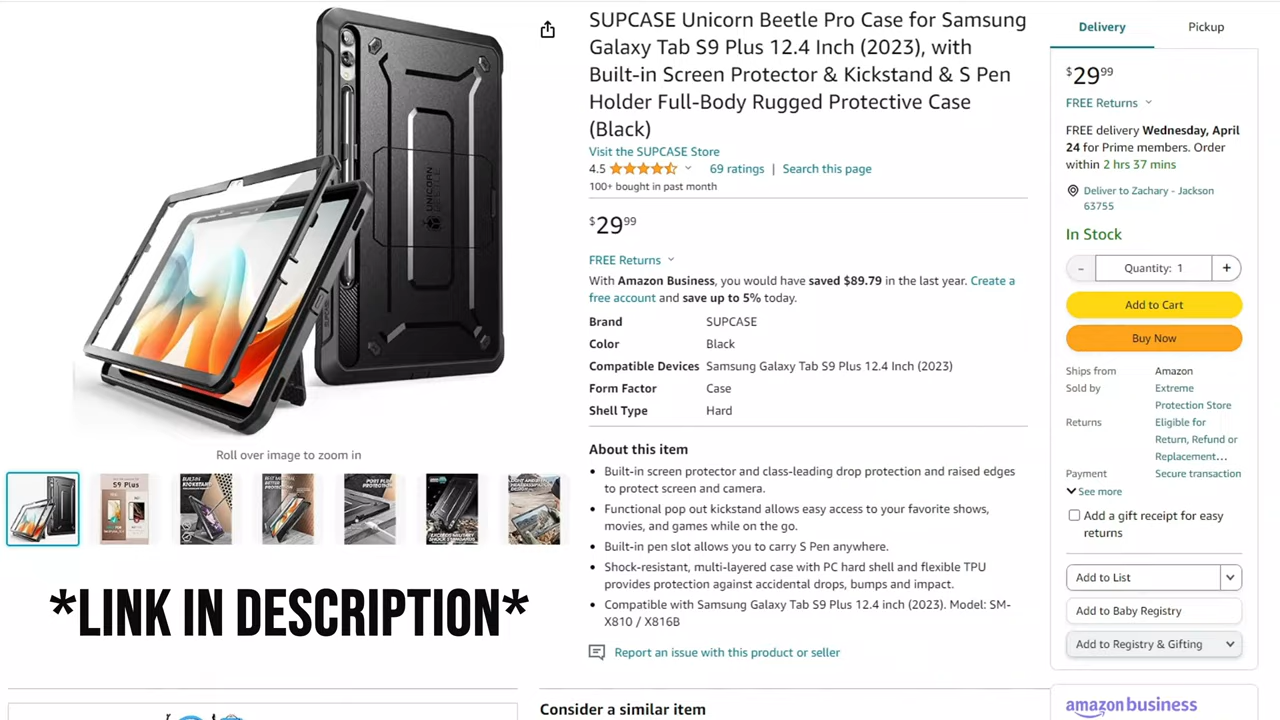 SUPCASE Unicorn Beetle Pro Case for Samsung
Galaxy Tab S9 Plus 12.4 Inch (2023), with
Built-in Screen Protector & Kickstand & S Pen
Holder Full-Body Rugged Protective Case
(Black)
Visit the SUPCASE Store
4.5
69 ratings | Search this page
100+ bought in past month
$29.99
FREE Returns
With Amazon Business, you would have saved $89.79 in the last year. Create a
free account and save up to 5% today.
Brand SUPCASE
Color Black
Compatible Devices Samsung Galaxy Tab S9 Plus 12.4 Inch (2023)
Form Factor Case
Shell Type Hard
About this item
• Built-in screen protector and class-leading drop protection and raised edges
to protect screen and camera.
• Functional pop out kickstand allows easy access to your favorite shows,
movies, and games while on the go.
• Built-in pen slot allows you to carry S Pen anywhere.
• Shock-resistant, multi-layered case with PC hard shell and flexible TPU
provides protection against accidental drops, bumps and impact.
• Compatible with Samsung Galaxy Tab S9 Plus 12.4 inch (2023). Model: SM-
X810 / X816B
Report an issue with this product or seller
Consider a similar item
UNICORN
BEETLE
SUPCASE
Roll over image to zoom in
S9 Plus
*LINK IN DESCRIPTION*
Delivery
Pickup
$29.99
FREE Returns
FREE delivery Wednesday, April
24 for Prime members. Order
within 2 hrs 37 mins
Deliver to Zachary - Jackson
63755
In Stock
- Quantity: 1 +
Add to Cart
Buy Now
Ships from Amazon
Sold by Extreme
Protection Store
Returns Eligible for
Return, Refund or
Replacement...
Payment Secure transaction
See more
Add a gift receipt for easy
returns
Add to List
Add to Baby Registry
Add to Registry & Gifting
amazon business